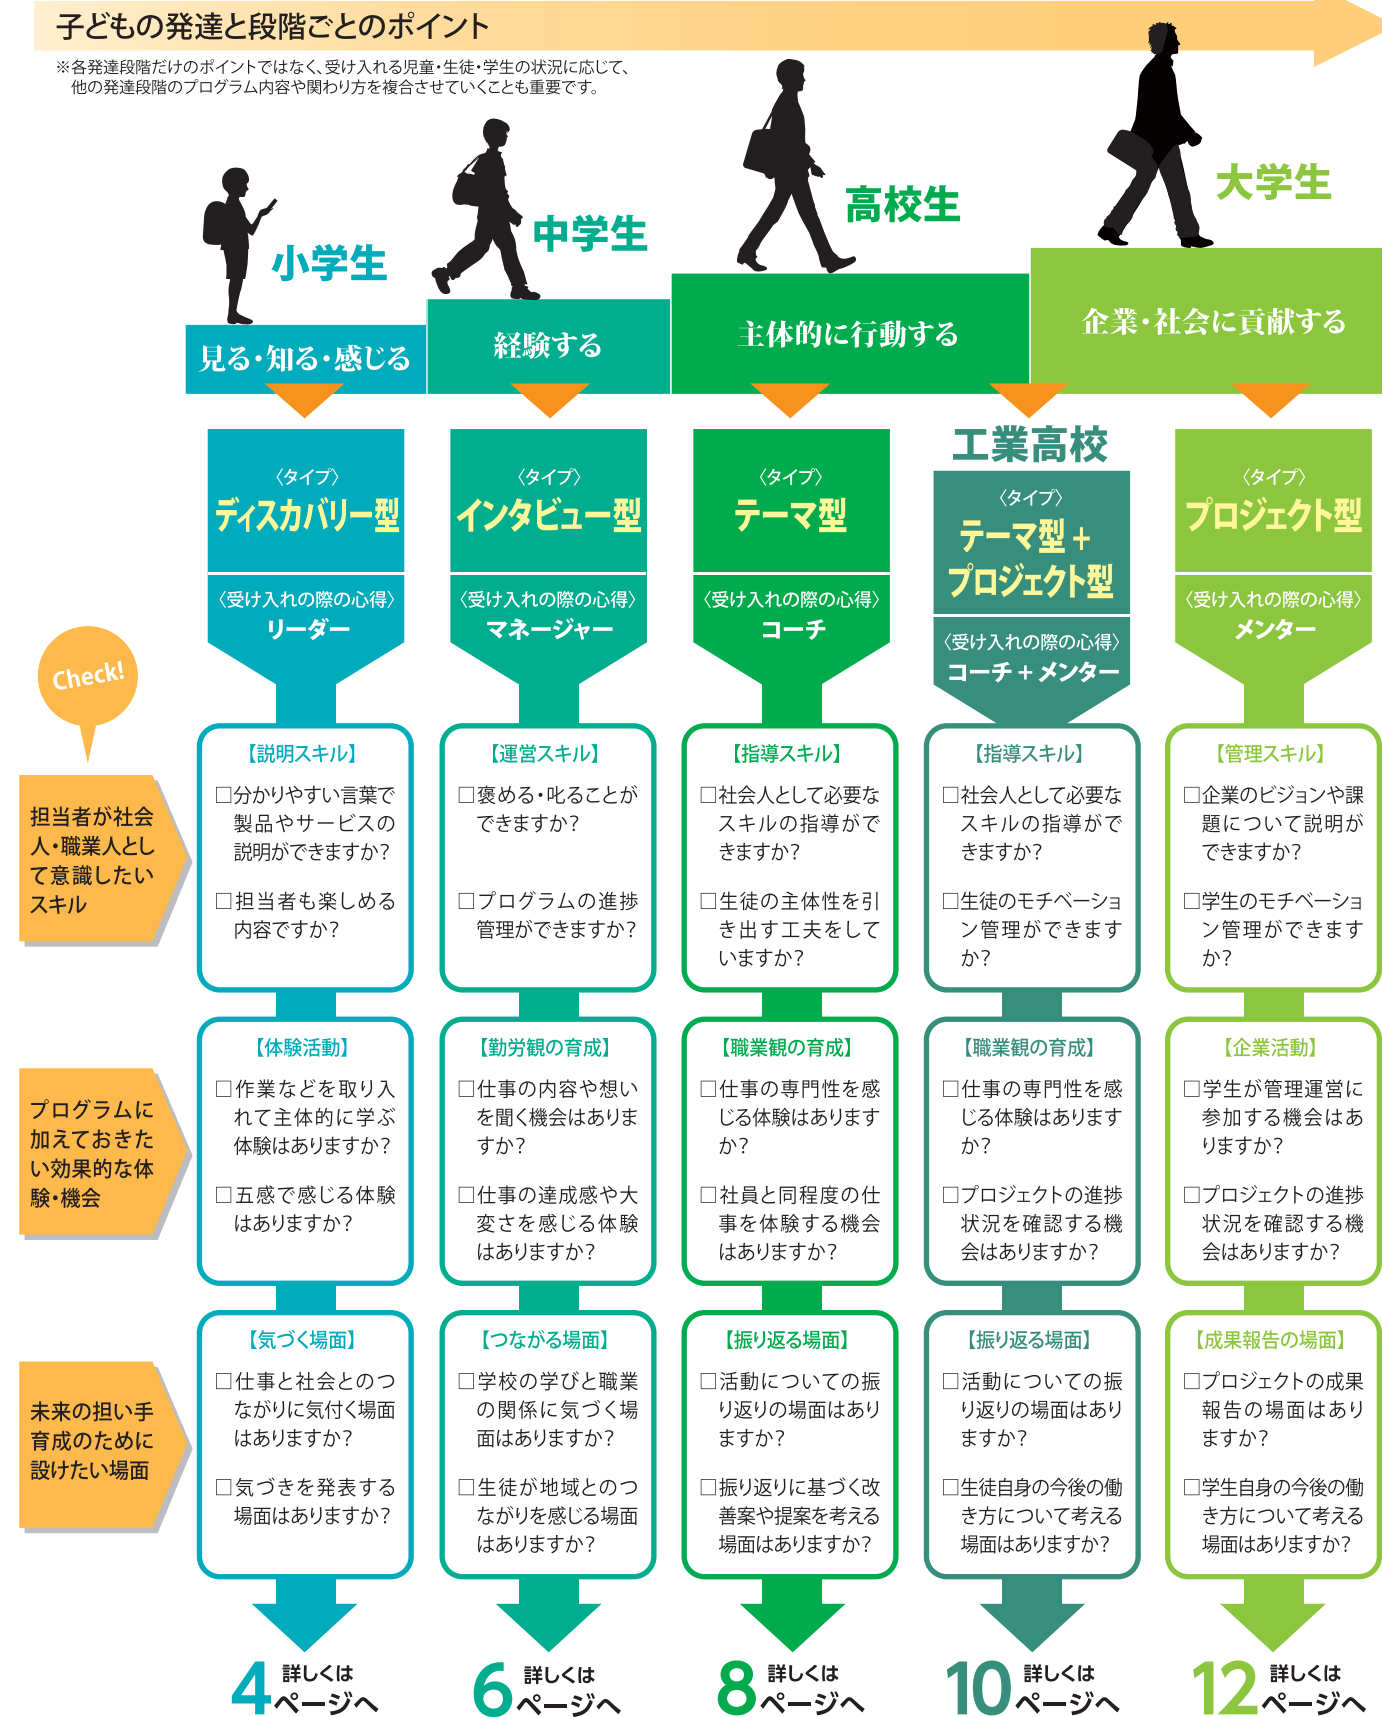 子どもの発達と段階ごとのポイント
※各発達段階だけのポイントではなく、受け入れる児童・生徒・学生の状況に応じて、
他の発達段階のプログラム内容や関わり方を複合させていくことも重要です。
小学生
中学生
高校生
大学生
見る・知る・感じる
経験する
主体的に行動する
企業・社会に貢献する
〈タイプ〉
ディスカバリー型
〈受け入れの際の心得〉
リーダー
〈タイプ〉
インタビュー型
〈受け入れの際の心得〉
マネージャー
〈タイプ〉
テーマ型
〈受け入れの際の心得〉
コーチ
工業高校
〈タイプ〉
テーマ型+
プロジェクト型
〈受け入れの際の心得〉
コーチ+メンター
〈タイプ〉
プロジェクト型
〈受け入れの際の心得〉
メンター
Check!
担当者が社会
人・職業人とし
て意識したい
スキル
【説明スキル】
□分かりやすい言葉で
製品やサービスの
説明ができますか?
□担当者も楽しめる
内容ですか?
【運営スキル】
□褒める・叱ることが
できますか?
□プログラムの進捗
管理ができますか?
【指導スキル】
□社会人として必要な
スキルの指導がで
きますか?
□生徒の主体性を引
き出す工夫をして
いますか?
【指導スキル】
□社会人として必要な
スキルの指導がで
きますか?
□生徒のモチベーショ
ン管理ができます
か?
【管理スキル】
□企業のビジョンや課
題について説明が
できますか?
□学生のモチベーショ
ン管理ができます
か?
プログラムに
加えておきた
い効果的な体
験・機会
【体験活動】
□作業などを取り入
れて主体的に学ぶ
体験はありますか?
□五感で感じる体験
はありますか?
【勤労観の育成】
□仕事の内容や想い
を聞く機会はありま
すか?
□仕事の達成感や大
変さを感じる体験
はありますか?
【職業観の育成】
□仕事の専門性を感
じる体験はあります
か?
□社員と同程度の仕
事を体験する機会
はありますか?
【職業観の育成】
□仕事の専門性を感
じる体験はあります
か?
□プロジェクトの進捗
状況を確認する機
会はありますか?
【企業活動】
□学生が管理運営に
参加する機会はあ
りますか?
□プロジェクトの進捗
状況を確認する機
会はありますか?
未来の担い手
育成のために
設けたい場面
【気づく場面】
□仕事と社会とのつ
ながりに気付く場面
はありますか?
□気づきを発表する
場面はありますか?
【つながる場面】
□学校の学びと職業
の関係に気づく場
面はありますか?
□生徒が地域とのつ
ながりを感じる場面
はありますか?
【振り返る場面】
□活動についての振
り返りの場面はあり
ますか?
□振り返りに基づく改
善案や提案を考える
場面はありますか?
【振り返る場面】
□活動についての振
り返りの場面はあり
ますか?
□生徒自身の今後の働
き方について考える
場面はありますか?
【成果報告の場面】
□プロジェクトの成果
報告の場面はあり
ますか?
□学生自身の今後の働
き方について考える
場面はありますか?
詳しくは
4ページへ
詳しくは
6ページへ
詳しくは
8ページへ
詳しくは
10ページへ
詳しくは
12ページへ